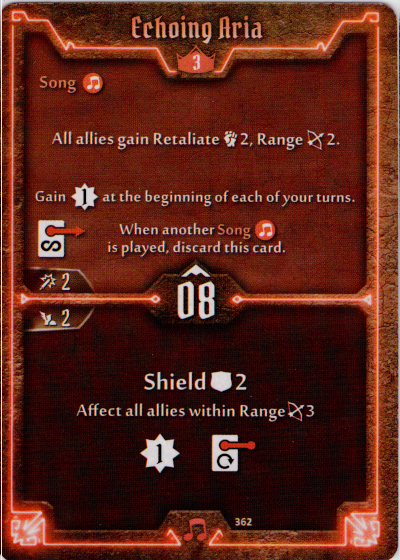 Echoing Aria
3
Song
All allies gain Retaliate 2, Range 2.
Gain 1 at the beginning of each of your turns.
When another Song
is played, discard this card.
2
08
2
Shield 2
Affect all allies within Range 3
1
362